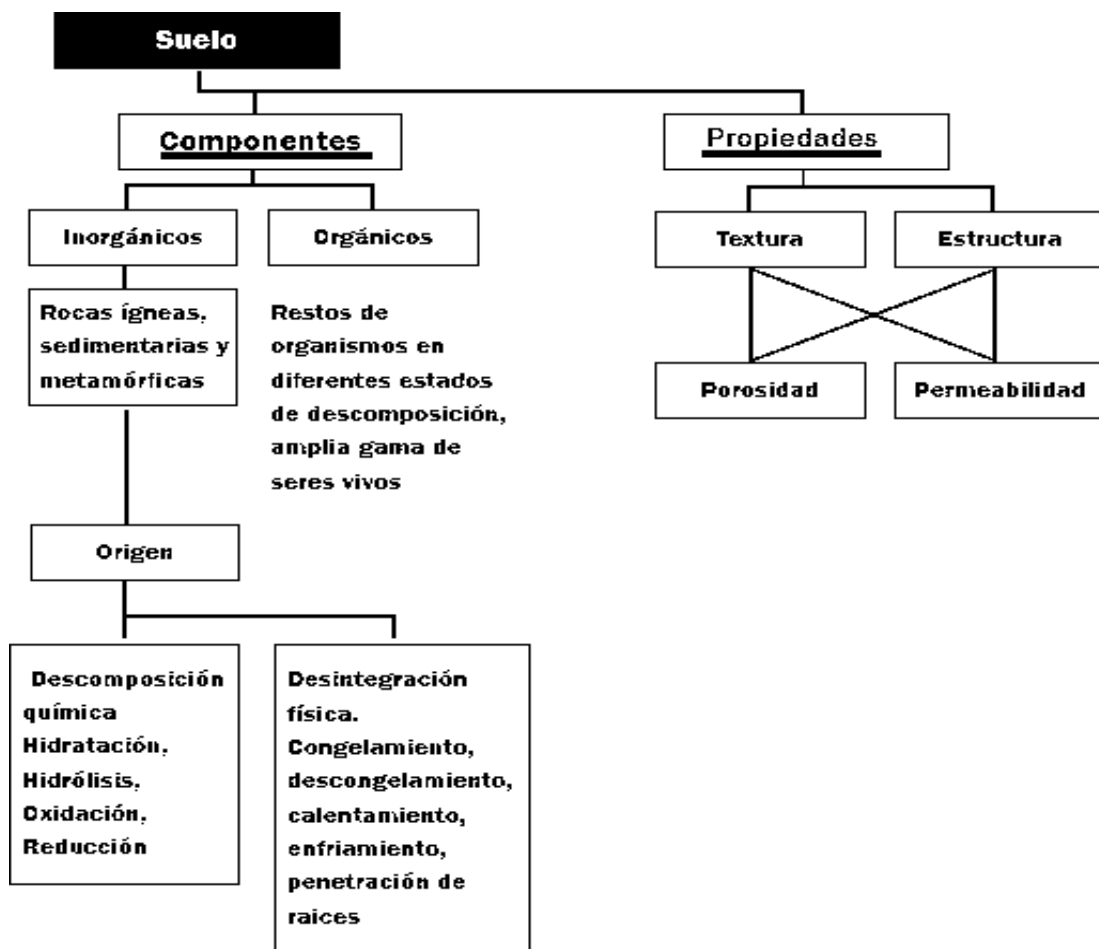 Suelo
Componentes
Propiedades
Inorgánicos
Orgánicos
Textura
Estructura
Rocas ígneas,
sedimentarias y
metamórficas
Restos de
organismos en
diferentes estados
de descomposición,
amplia gama de
seres vivos
Porosidad
Permeabilidad
Origen
Descomposición
química
Hidratación,
Hidrólisis,
Oxidación,
Reducción
Desintegración
física.
Congelamiento,
descongelamiento,
calentamiento,
enfriamiento,
penetración de
raices